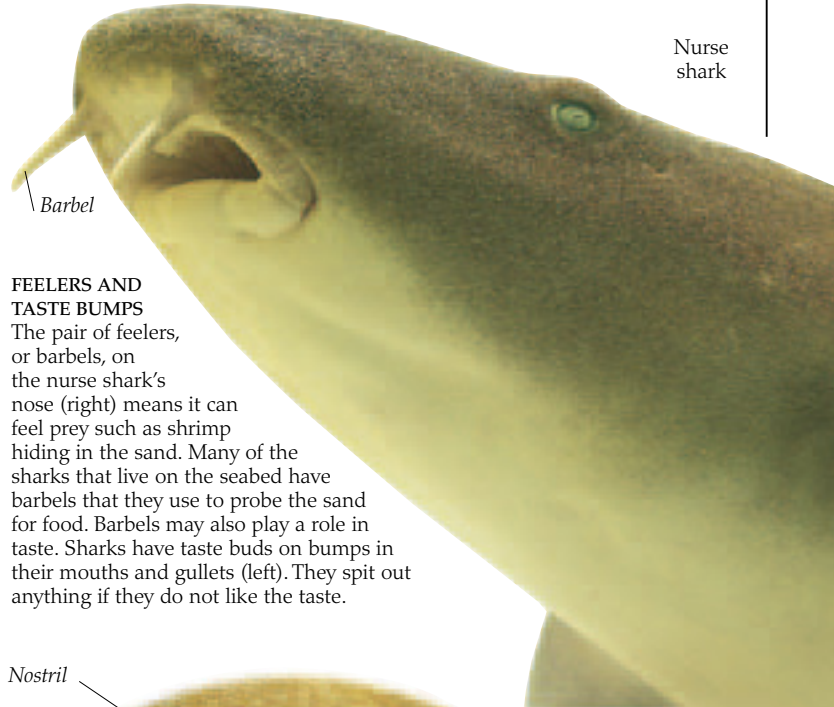 Nurse
shark
Barbel
FEELERS AND
TASTE BUMPS
The pair of feelers,
or barbels, on
the nurse shark’s
nose (right) means it can
feel prey such as shrimp
hiding in the sand. Many of the
sharks that live on the seabed have
barbels that they use to probe the sand
for food. Barbels may also play a role in
taste. Sharks have taste buds on bumps in
their mouths and gullets (left). They spit out
anything if they do not like the taste.
Nostril